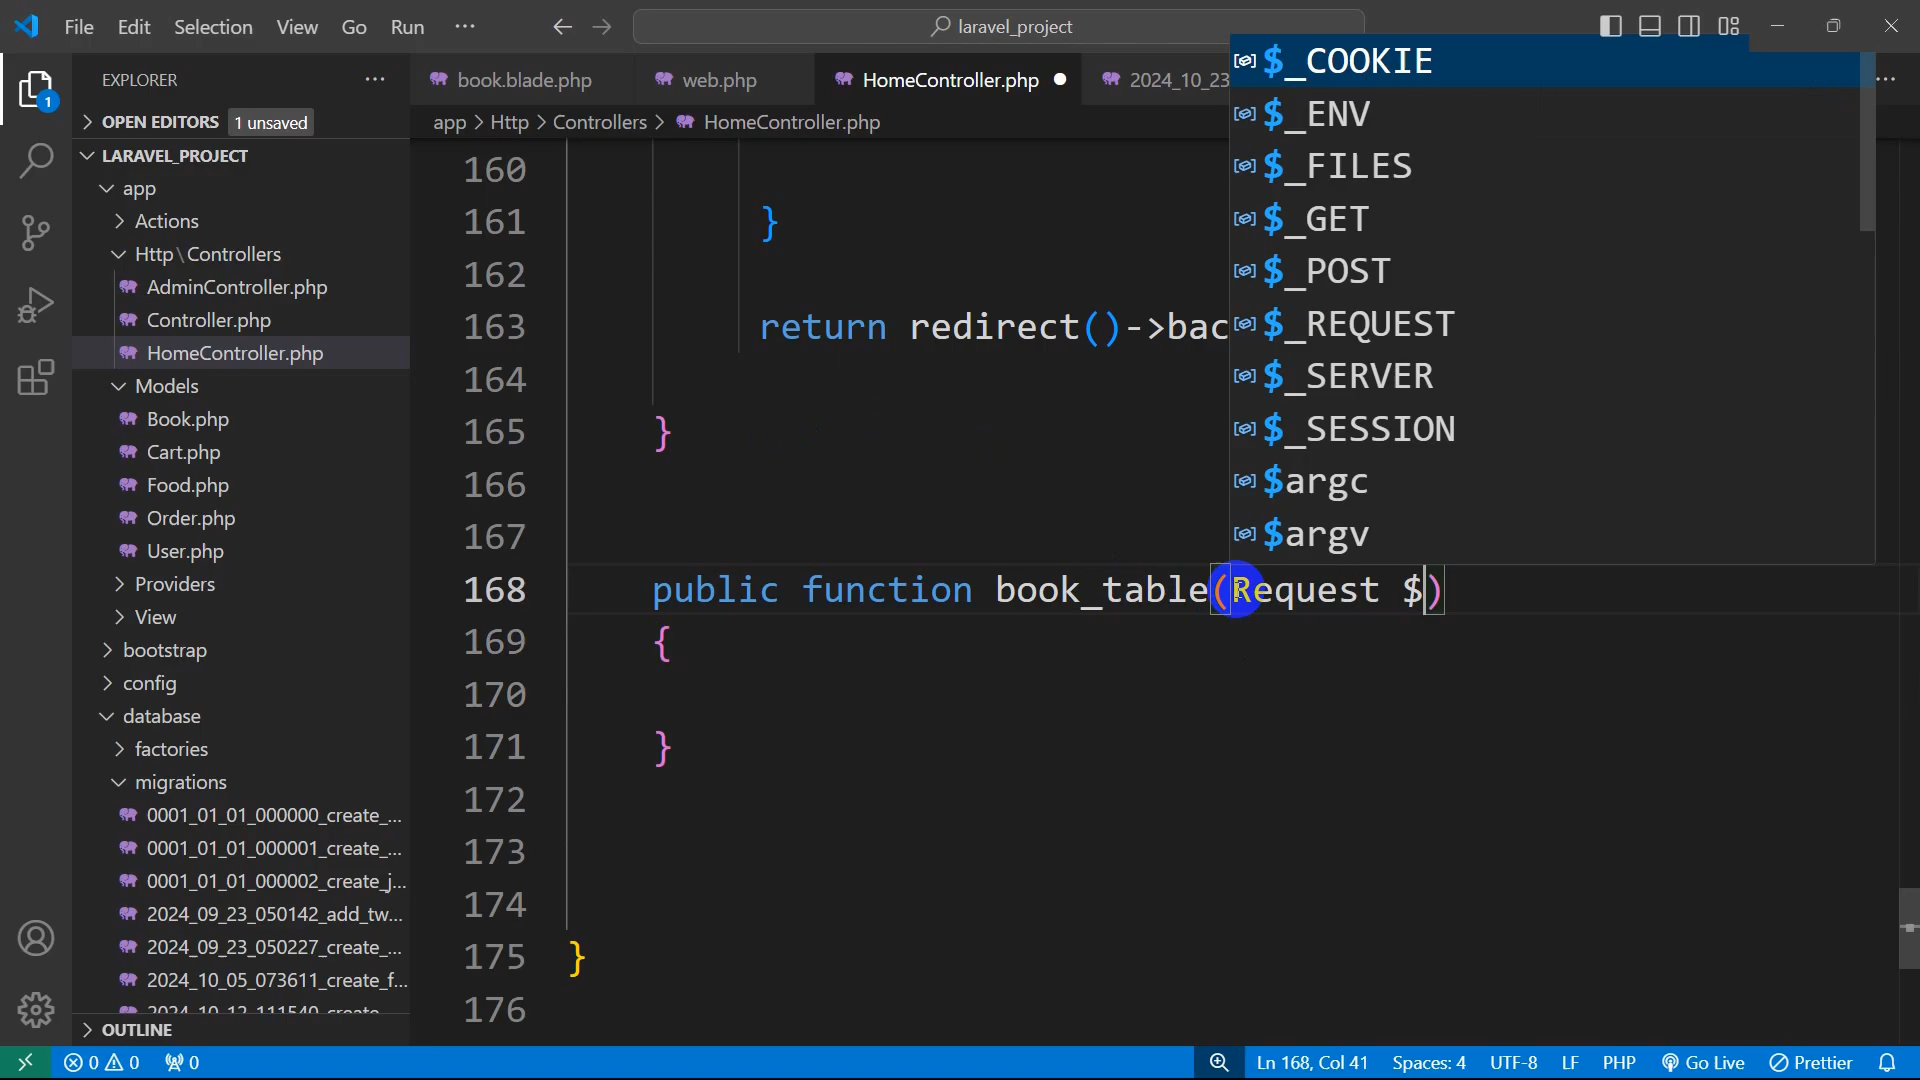 File Edit Selection View Go Run ···
laravel_project
EXPLORER ···
book.blade.php web.php HomeController.php 2024_10_23 ···
OPEN EDITORS 1 unsaved
app > Http > Controllers > HomeController.php
LARAVEL_PROJECT
app
Actions
Http\Controllers
AdminController.php
Controller.php
HomeController.php
Models
Book.php
Cart.php
Food.php
Order.php
User.php
Providers
View
bootstrap
config
database
factories
migrations
0001_01_01_000000_create_...
0001_01_01_000001_create_...
0001_01_01_000002_create_j...
2024_09_23_050142_add_tw...
2024_09_23_050227_create_...
2024_10_05_073611_create_f...
2024_10_12_111540_create_...
OUTLINE
1
160
161 }
162
163 return redirect()->bac
164
165 }
166
167
168 public function book_table(Request $)
169 {
170
171 }
172
173
174
175 }
176
$_COOKIE
$_ENV
$_FILES
$_GET
$_POST
$_REQUEST
$_SERVER
$_SESSION
$argc
$argv
0 0 0 Ln 168, Col 41 Spaces: 4 UTF-8 LF PHP Go Live Prettier